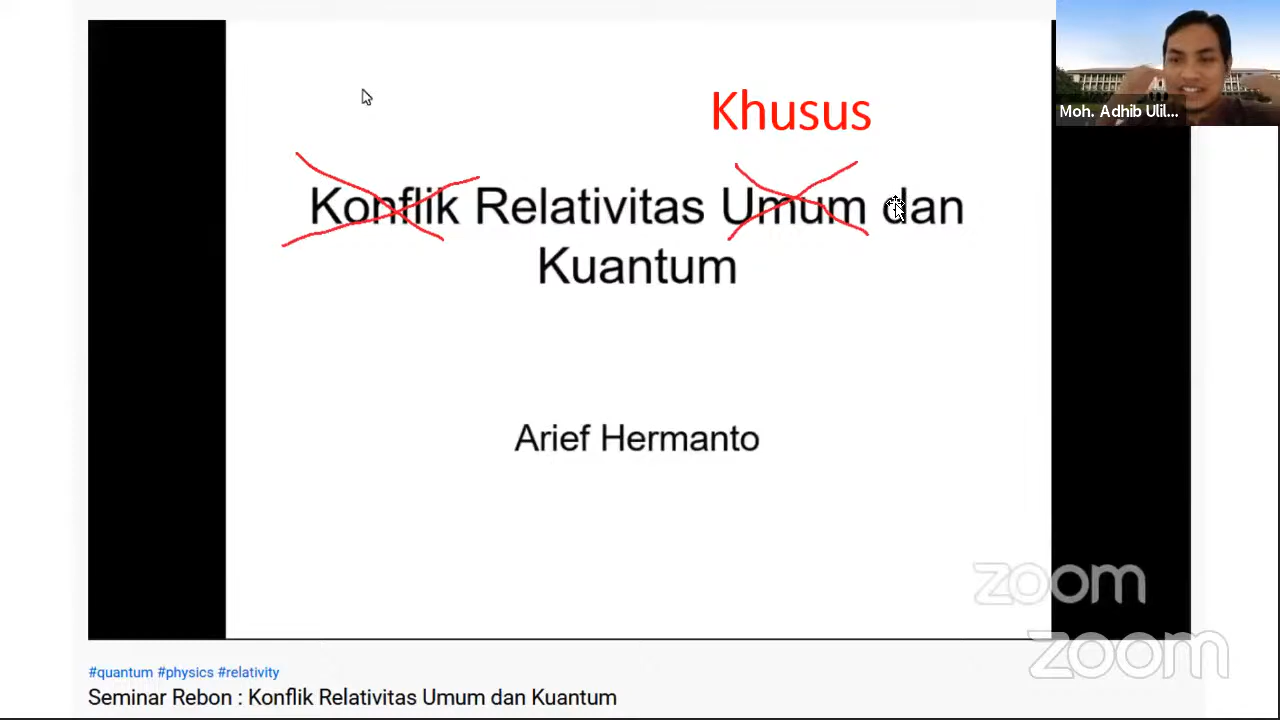 Khusus
Konflik Relativitas Umum dan
Kuantum
Arief Hermanto
Moh. Adhib Ulil...
zoom
zoom
#quantum #physics #relativity
Seminar Rebon : Konflik Relativitas Umum dan Kuantum